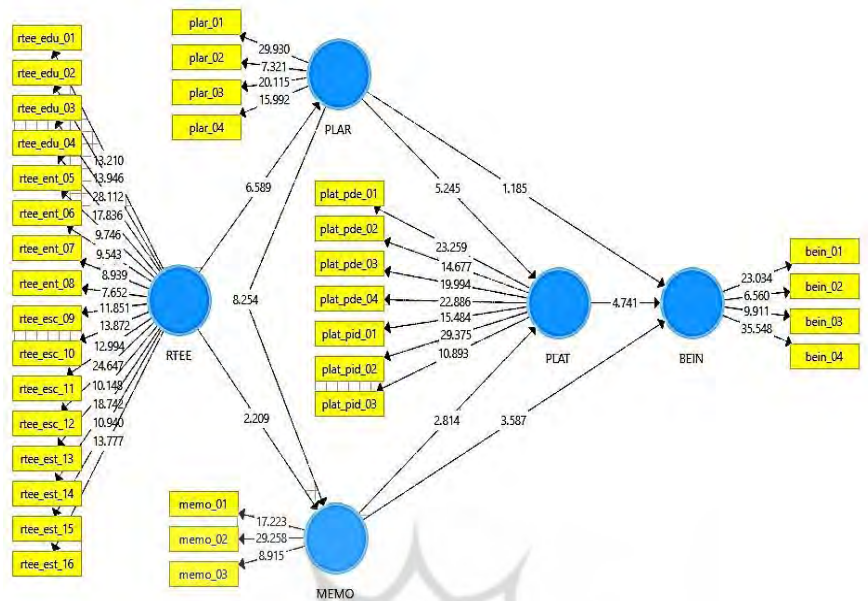 rtee_edu_01
rtee_edu_02
rtee_edu_03
rtee_edu_04
rtee_ent_05
rtee_ent_06
rtee_ent_07
rtee_ent_08
rtee_esc_09
rtee_esc_10
rtee_esc_11
rtee_esc_12
rtee_est_13
rtee_est_14
rtee_est_15
rtee_est_16
13.210
13.946
28.112
17.836
9.746
9.543
8.939
7.652
11.851
13.872
12.994
24.647
10.148
18.742
10.940
13.777
RTEE
plar_01
plar_02
plar_03
plar_04
29.930
7.321
20.115
15.992
PLAR
6.589
8.254
2.209
5.245
1.185
plat_pde_01
plat_pde_02
plat_pde_03
plat_pde_04
plat_pid_01
plat_pid_02
plat_pid_03
23.259
14.677
19.994
22.886
15.484
29.375
10.893
PLAT
4.741
2.814
3.587
memo_01
memo_02
memo_03
17.223
29.258
8.915
MEMO
BEIN
23.034
6.560
9.911
35.548
bein_01
bein_02
bein_03
bein_04